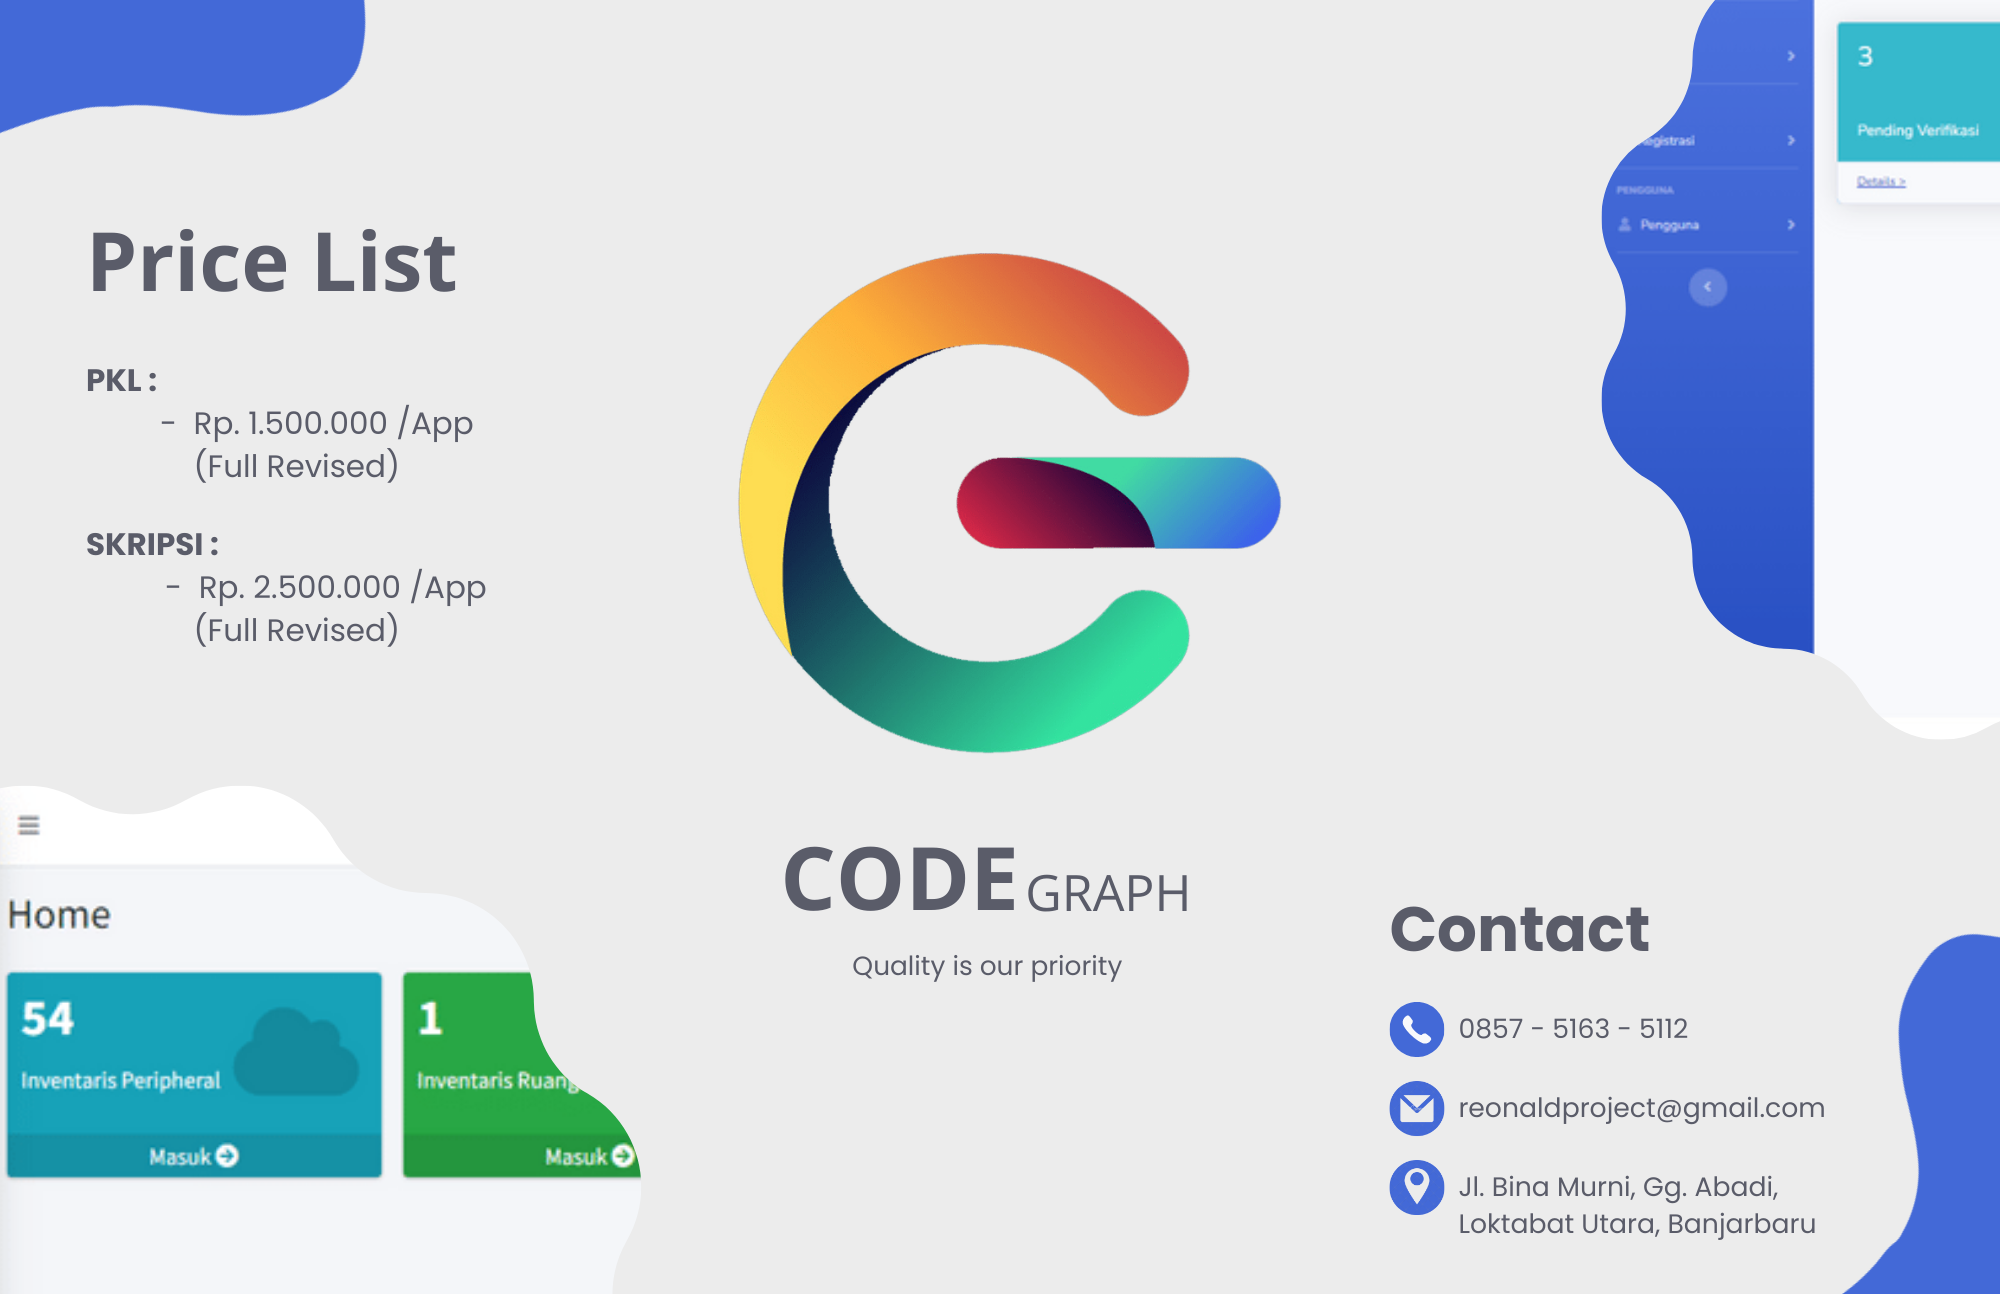 Price List
PKL :
- Rp. 1.500.000 /App
(Full Revised)
SKRIPSI :
- Rp. 2.500.000 /App
(Full Revised)
CODE GRAPH
Quality is our priority
3
Pending Verifikasi
Details >
PENGGUNA
Pengguna
Home
54
Inventaris Peripheral
Masuk
1
Inventaris Ruang
Masuk
Contact
0857 - 5163 - 5112
reonaldproject@gmail.com
Jl. Bina Murni, Gg. Abadi,
Loktabat Utara, Banjarbaru